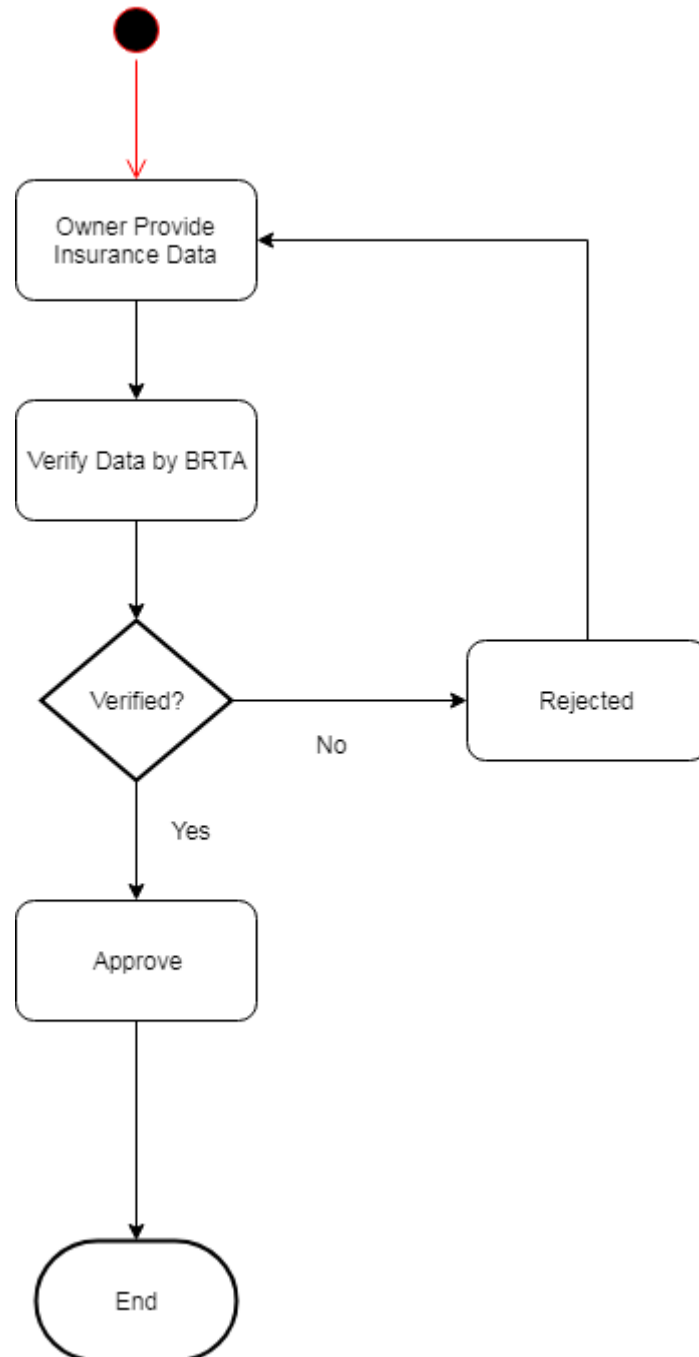 Owner Provide
Insurance Data
Verify Data by BRTA
Verified?
Rejected
No
Yes
Approve
End